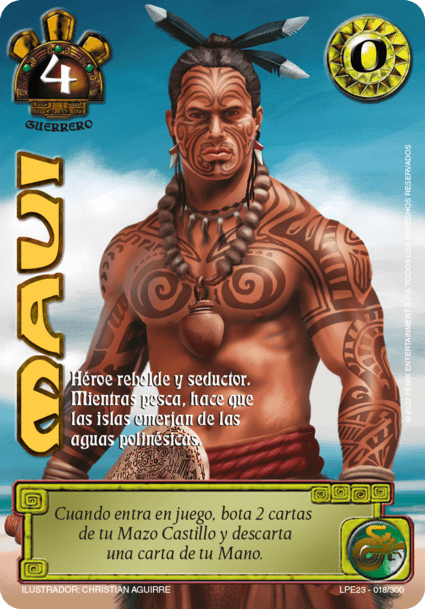 4
0
GUERRERO
MAUI
Héroe rebelde y seductor.
Mientras pesca, hace que
las islas emerjan de las
aguas polinésicas.
Cuando entra en juego, bota 2 cartas
de tu Mazo Castillo y descarta
una carta de tu Mano.
ILUSTRADOR: CHRISTIAN AGUIRRE
LPE23 - 018/300
© 2023 FENIX ENTERTAINMENT S.P.A. TODOS LOS DERECHOS RESERVADOS